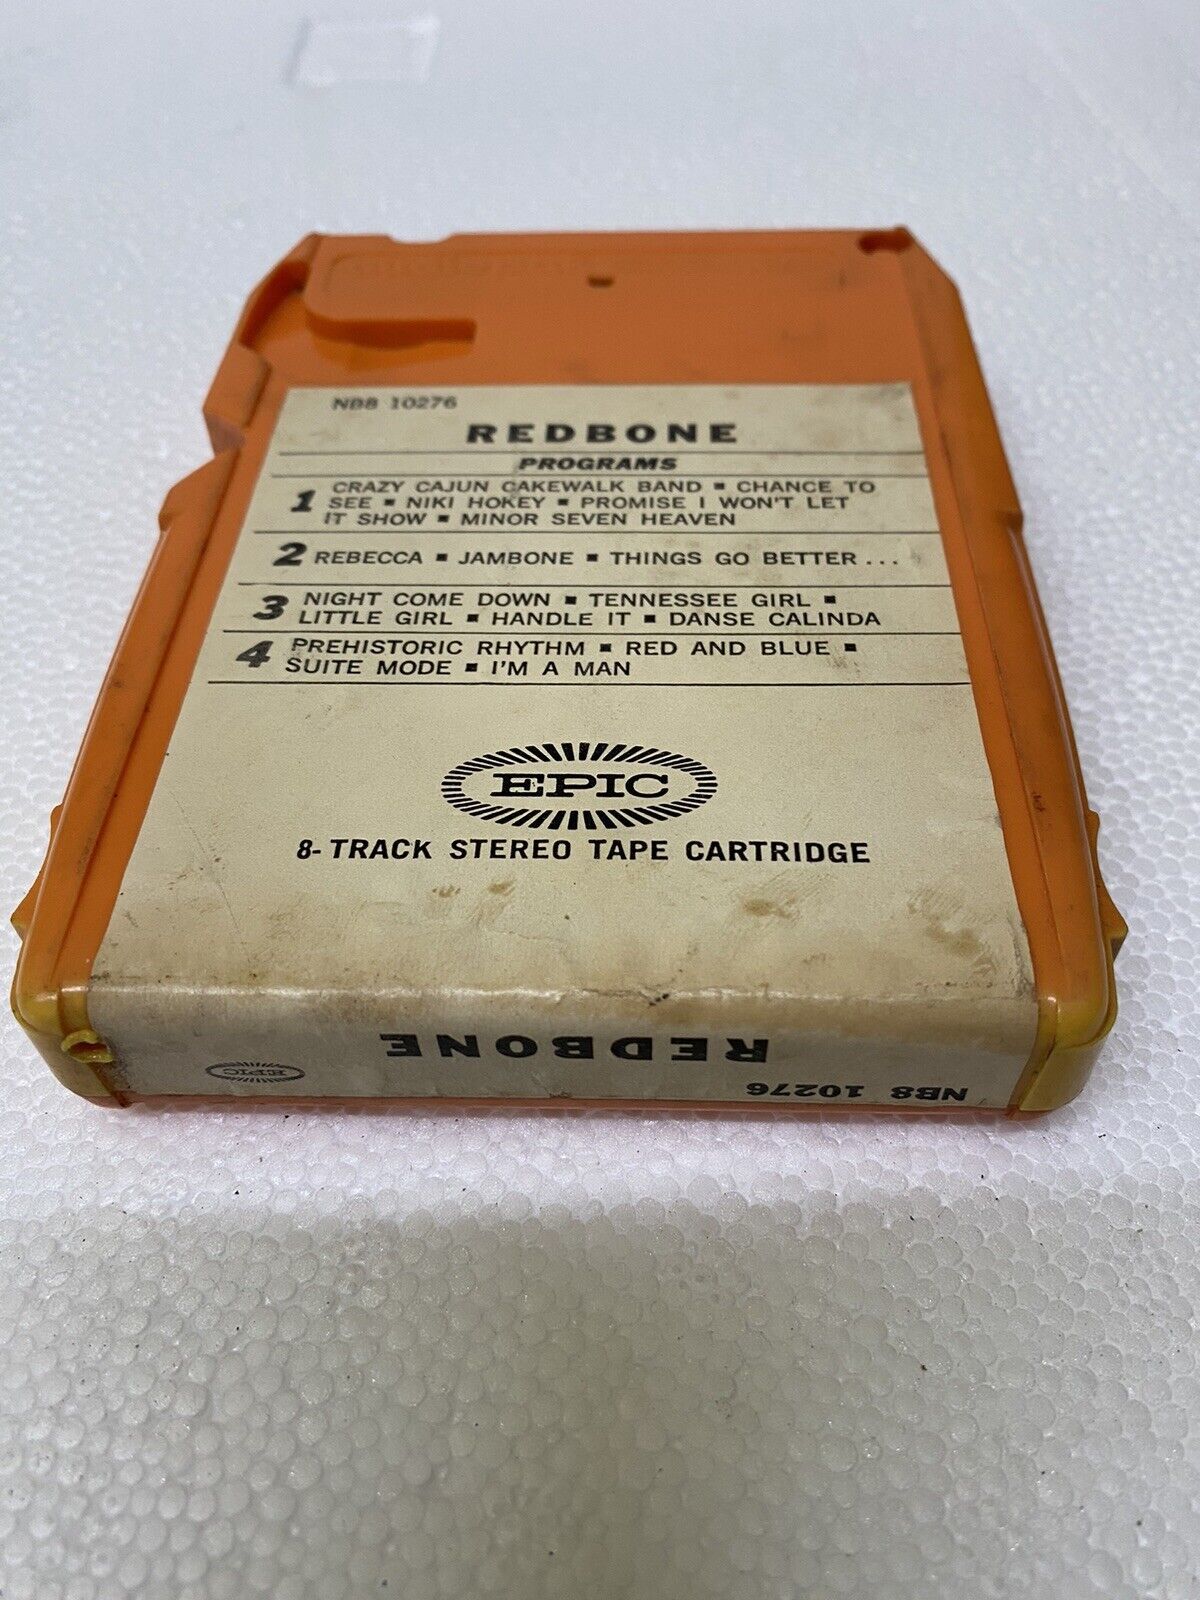 NB8 10276
REDBONE
PROGRAMS
1 CRAZY CAJUN CAKEWALK BAND ▪ CHANCE TO
SEE ▪ NIKI HOKEY ▪ PROMISE I WON'T LET
IT SHOW ▪ MINOR SEVEN HEAVEN
2 REBECCA ▪ JAMBONE ▪ THINGS GO BETTER...
3 NIGHT COME DOWN ▪ TENNESSEE GIRL ▪
LITTLE GIRL ▪ HANDLE IT ▪ DANSE CALINDA
4 PREHISTORIC RHYTHM ▪ RED AND BLUE ▪
SUITE MODE ▪ I'M A MAN
EPIC
8-TRACK STEREO TAPE CARTRIDGE
NB8 10276
REDBONE
EPIC